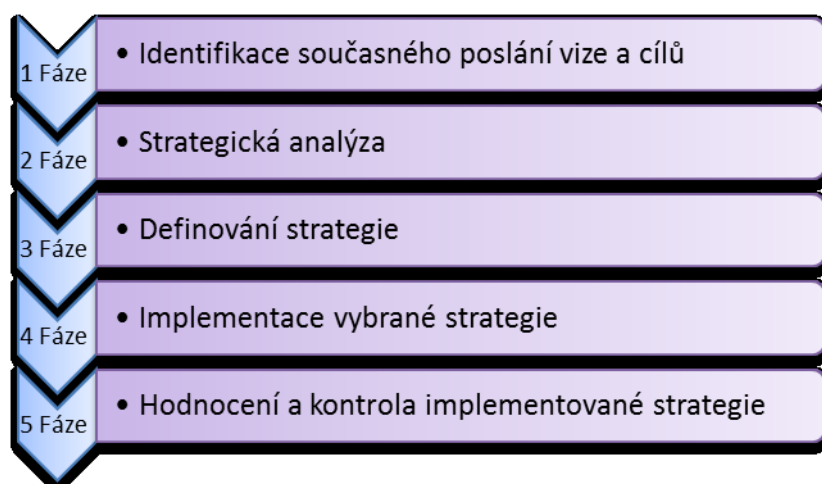 1 Fáze
• Identifikace současného poslání vize a cílů
2 Fáze
• Strategická analýza
3 Fáze
• Definování strategie
4 Fáze
• Implementace vybrané strategie
5 Fáze
• Hodnocení a kontrola implementované strategie